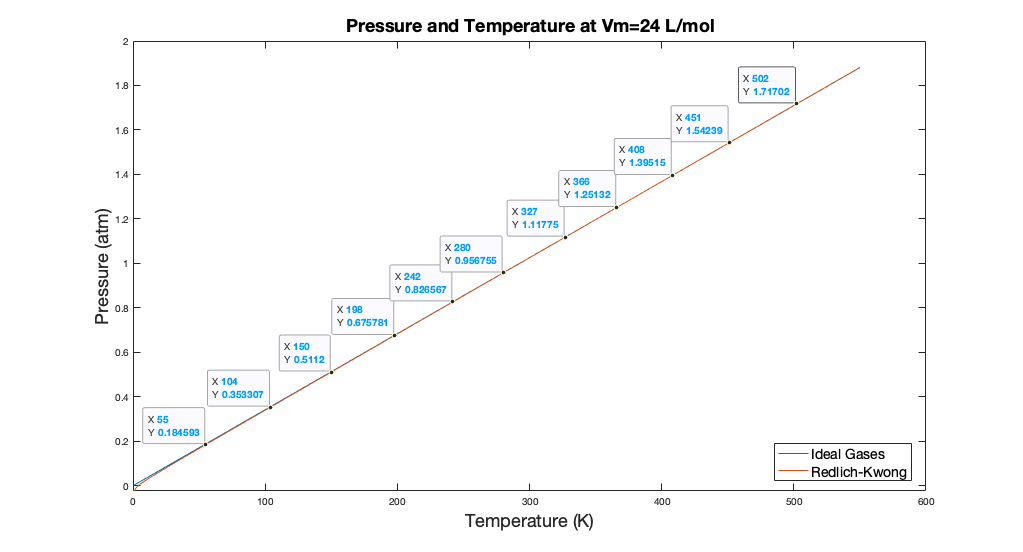 Pressure and Temperature at Vm=24 L/mol
2
1.8
1.6
1.4
1.2
1
0.8
0.6
0.4
0.2
0
Pressure (atm)
X 502
Y 1.71702
X 451
Y 1.54239
X 408
Y 1.39515
X 366
Y 1.25132
X 327
Y 1.11775
X 280
Y 0.956755
X 242
Y 0.826567
X 198
Y 0.675781
X 150
Y 0.5112
X 104
Y 0.353307
X 55
Y 0.184593
Ideal Gases
Redlich-Kwong
0 100 200 300 400 500 600
Temperature (K)